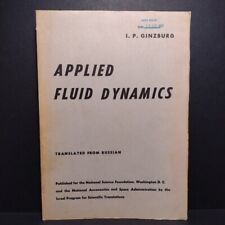 I. P. GINZBURG
APPLIED
FLUID DYNAMICS
TRANSLATED FROM RUSSIAN
Published for the National Science Foundation, Washington D. C.
and the National Aeronautics and Space Administration by the
Israel Program for Scientific Translations